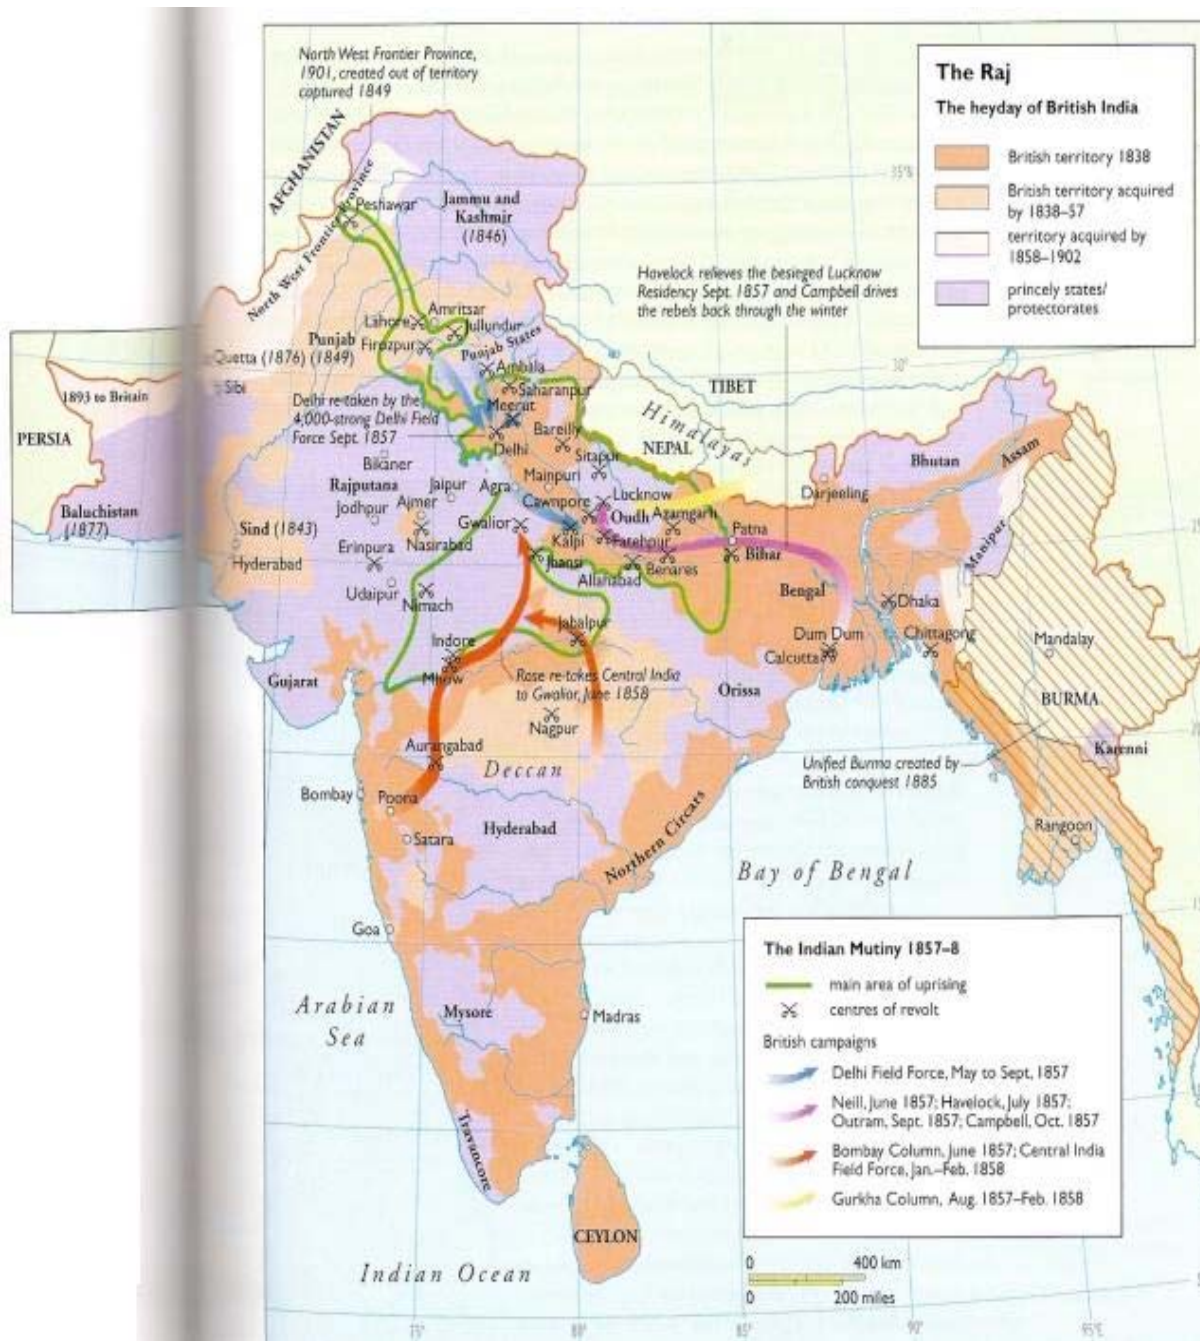 North West Frontier Province,
1901, created out of territory
captured 1849
The Raj
The heyday of British India
British territory 1838
British territory acquired
by 1838–57
territory acquired by
1858–1902
princely states/
protectorates
AFGHANISTAN
North West Frontier Province
Peshawar
Jammu and
Kashmir
(1846)
35°N
Havelock relieves the besieged Lucknow
Residency Sept. 1857 and Campbell drives
the rebels back through the winter
Amritsar
Lahore
Jullundur
Punjab
Firozpur
Punjab States
Quetta (1876) (1849)
Ambala
30°
Sibi
Saharanpur
TIBET
1893 to Britain
Delhi re-taken by the
4,000-strong Delhi Field
Force Sept. 1857
Meerut
Himalayas
PERSIA
Bareilly
Delhi
NEPAL
Sitapur
Bikaner
Mainpuri
Bhutan
Assam
Rajputana
Jaipur
Agra
Cawnpore
Lucknow
Darjeeling
Jodhpur
Ajmer
Oudh
Azamgarh
Baluchistan
(1877)
Sind (1843)
Gwalior
Patna
Nasirabad
Kalpi
Fatehpur
Manipur
Erinpura
Jhansi
Bihar
Hyderabad
Benares
Allahabad
Udaipur
Nimach
Bengal
Dhaka
Jabalpur
Dum Dum
Chittagong
Mandalay
Indore
Calcutta
Mhow
Rose re-takes Central India
to Gwalior, June 1858
Gujarat
Orissa
BURMA
Nagpur
Aurangabad
Karenni
Deccan
Unified Burma created by
British conquest 1885
Bombay
Poona
Hyderabad
Northern Circars
Rangoon
Satara
Bay of Bengal
Goa
The Indian Mutiny 1857–8
main area of uprising
centres of revolt
British campaigns
Delhi Field Force, May to Sept, 1857
Neill, June 1857; Havelock, July 1857;
Outram, Sept. 1857; Campbell, Oct. 1857
Bombay Column, June 1857; Central India
Field Force, Jan.–Feb. 1858
Gurkha Column, Aug. 1857–Feb. 1858
Arabian
Sea
Mysore
Madras
Travancore
CEYLON
Indian Ocean
0 400 km
0 200 miles
75° 80° 85° 90° 95°E